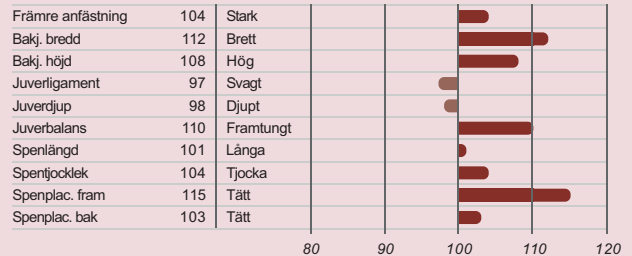 Främre anfästning 104 Stark
Bakj. bredd 112 Brett
Bakj. höjd 108 Hög
Juverligament 97 Svagt
Juverdjup 98 Djupt
Juverbalans 110 Framtungt
Spenlängd 101 Långa
Spentjocklek 104 Tjocka
Spenplac. fram 115 Tätt
Spenplac. bak 103 Tätt
80 90 100 110 120